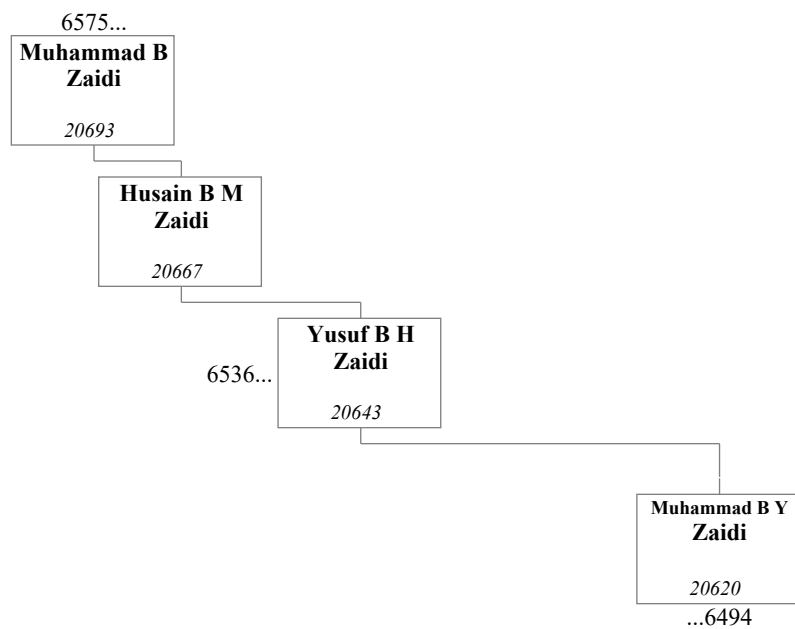 6575...
Muhammad B
Zaidi
20693
Husain B M
Zaidi
20667
Yusuf B H
Zaidi
6536...
20643
Muhammad B Y
Zaidi
20620
...6494